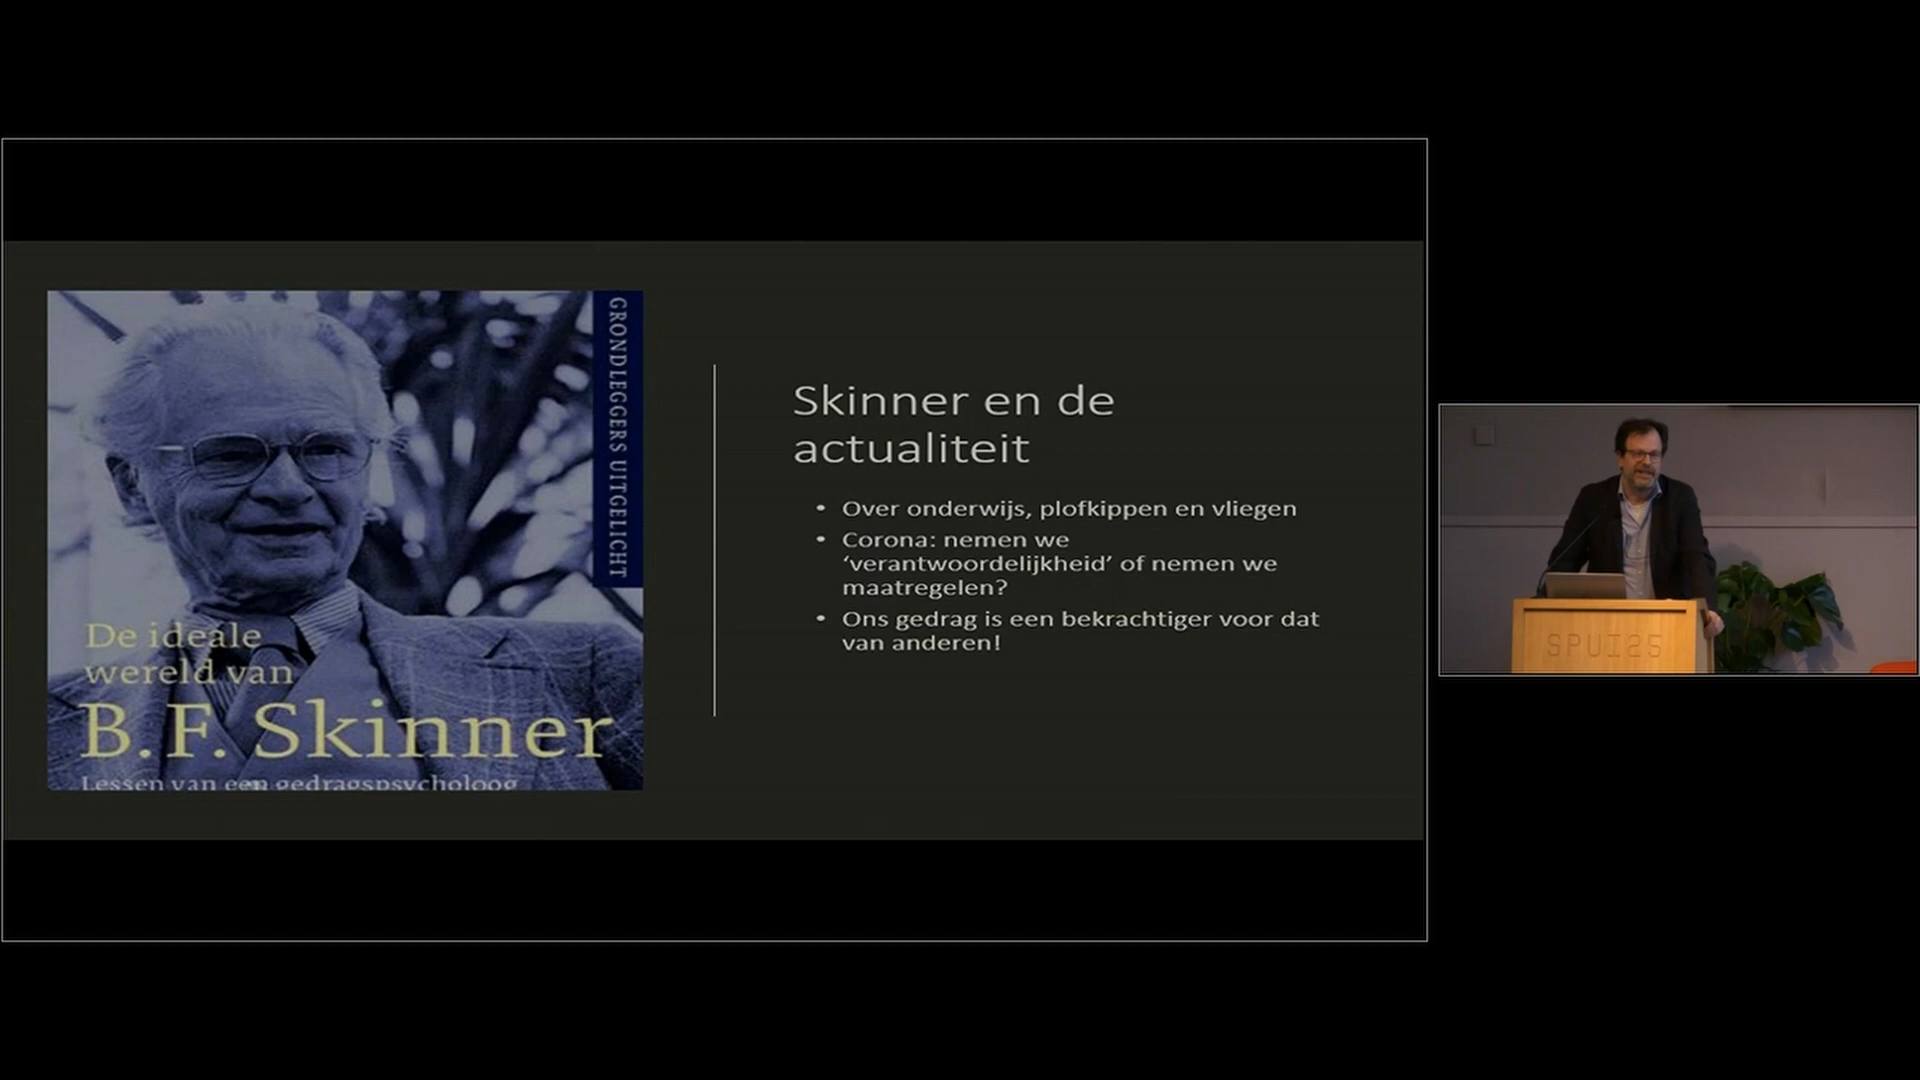 GRONDLEGGERS UITGELICHT
De ideale
wereld van
B.F. Skinner
Lessen van een gedragspsycholoog
Skinner en de
actualiteit
• Over onderwijs, plofkippen en vliegen
• Corona: nemen we
‘verantwoordelijkheid’ of nemen we
maatregelen?
• Ons gedrag is een bekrachtiger voor dat
van anderen!
SPUI25